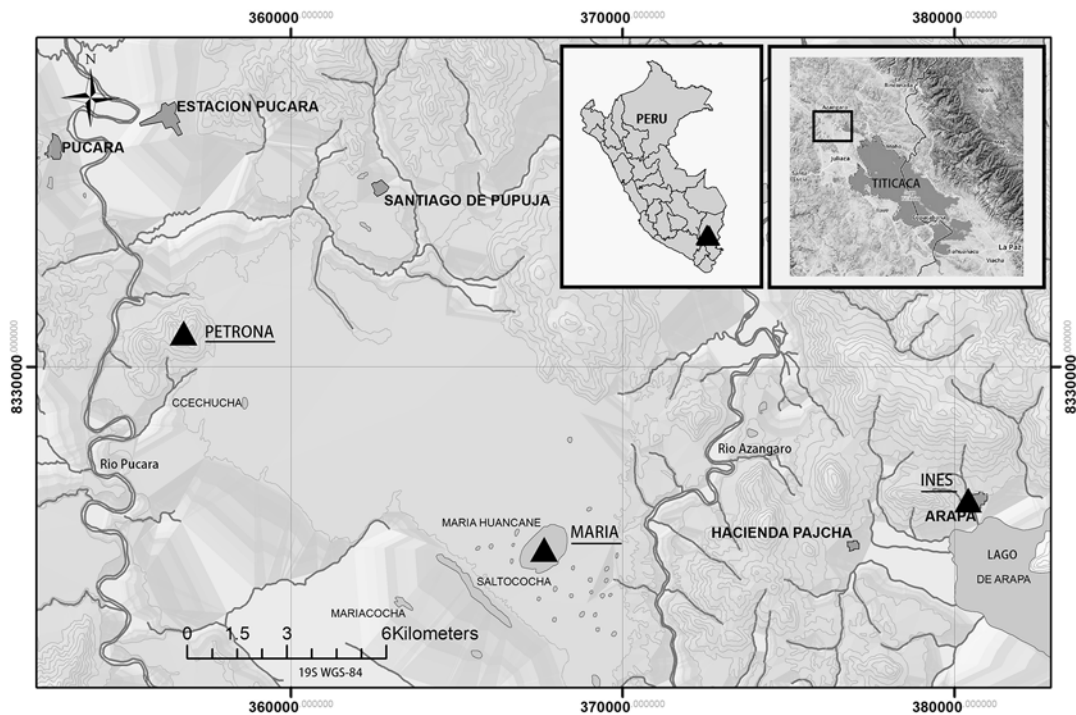 360000.000000
370000.000000
380000.000000
N
ESTACION PUCARA
PUCARA
SANTIAGO DE PUPUJA
PERU
Azangaro
Juliaca
TITICACA
La Paz
Viacha
8330000.000000
8330000.000000
PETRONA
CCECHUCHA
Rio Pucara
Rio Azangaro
INES
ARAPA
MARIA HUANCANE
MARIA
HACIENDA PAJCHA
LAGO
DE ARAPA
SALTOCOCHA
MARIACOCHA
0 1.5 3 6Kilometers
19S WGS-84
360000.000000
370000.000000
380000.000000